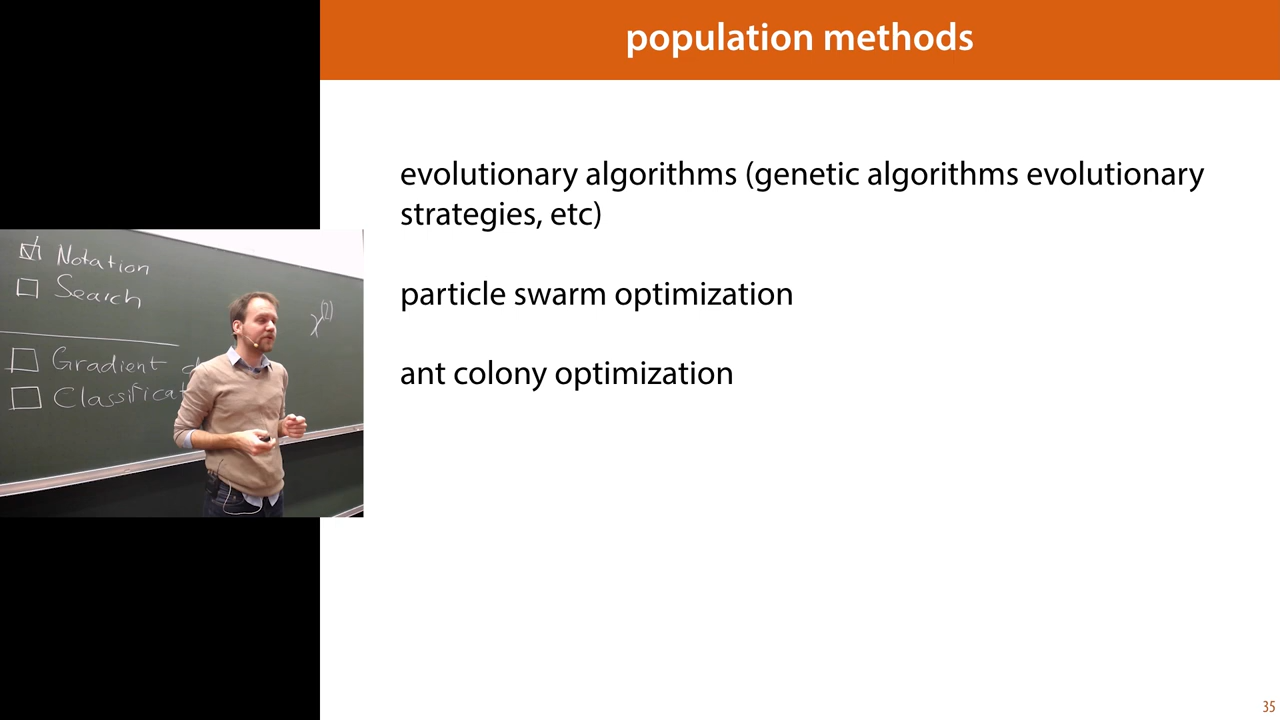 population methods
evolutionary algorithms (genetic algorithms evolutionary
strategies, etc)
particle swarm optimization
ant colony optimization
Notation
Search
Gradient
35